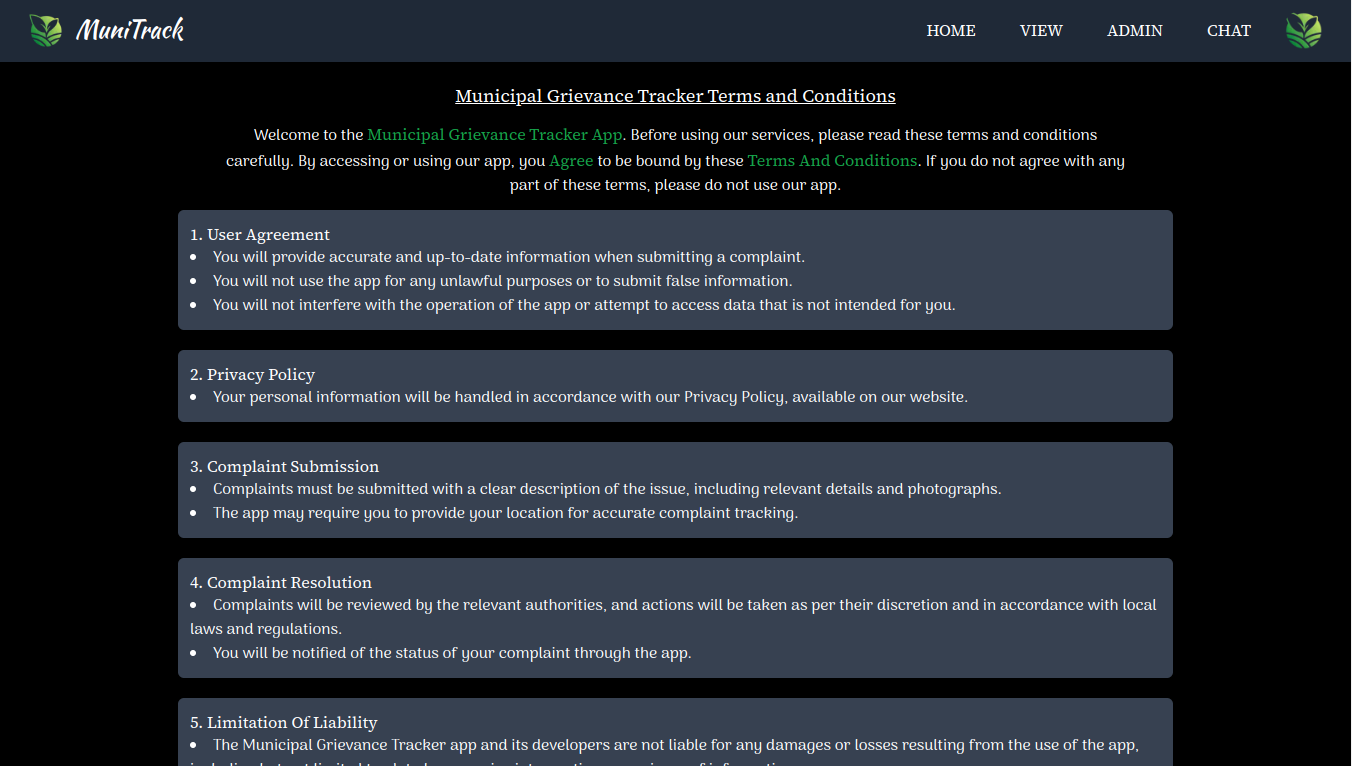 MuniTrack
HOME VIEW ADMIN CHAT
Municipal Grievance Tracker Terms and Conditions
Welcome to the Municipal Grievance Tracker App. Before using our services, please read these terms and conditions
carefully. By accessing or using our app, you Agree to be bound by these Terms And Conditions. If you do not agree with any
part of these terms, please do not use our app.
1. User Agreement
• You will provide accurate and up-to-date information when submitting a complaint.
• You will not use the app for any unlawful purposes or to submit false information.
• You will not interfere with the operation of the app or attempt to access data that is not intended for you.
2. Privacy Policy
• Your personal information will be handled in accordance with our Privacy Policy, available on our website.
3. Complaint Submission
• Complaints must be submitted with a clear description of the issue, including relevant details and photographs.
• The app may require you to provide your location for accurate complaint tracking.
4. Complaint Resolution
• Complaints will be reviewed by the relevant authorities, and actions will be taken as per their discretion and in accordance with local
laws and regulations.
• You will be notified of the status of your complaint through the app.
5. Limitation Of Liability
• The Municipal Grievance Tracker app and its developers are not liable for any damages or losses resulting from the use of the app,